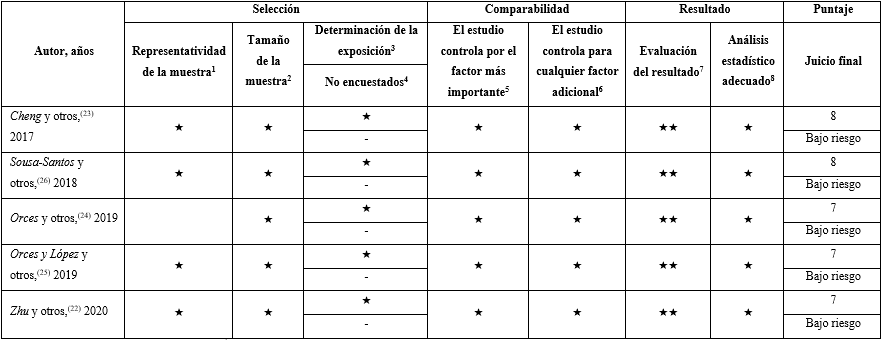 Autor, años | Selección | Comparabilidad | Resultado | Puntaje
Representatividad de la muestra¹ | Tamaño de la muestra² | Determinación de la exposición³ | El estudio controla por el factor más importante⁵ | El estudio controla para cualquier factor adicional⁶ | Evaluación del resultado⁷ | Análisis estadístico adecuado⁸ | Juicio final
No encuestados⁴
Cheng y otros,(23) 2017 | ★ | ★ | ★ | ★ | ★ | ★★ | ★ | 8
- | Bajo riesgo
Sousa-Santos y otros,(26) 2018 | ★ | ★ | ★ | ★ | ★ | ★★ | ★ | 8
- | Bajo riesgo
Orces y otros,(24) 2019 | | ★ | ★ | ★ | ★ | ★★ | ★ | 7
- | Bajo riesgo
Orces y López y otros,(25) 2019 | ★ | ★ | ★ | ★ | ★ | ★★ | ★ | 7
- | Bajo riesgo
Zhu y otros,(22) 2020 | ★ | ★ | ★ | ★ | ★ | ★★ | ★ | 7
- | Bajo riesgo